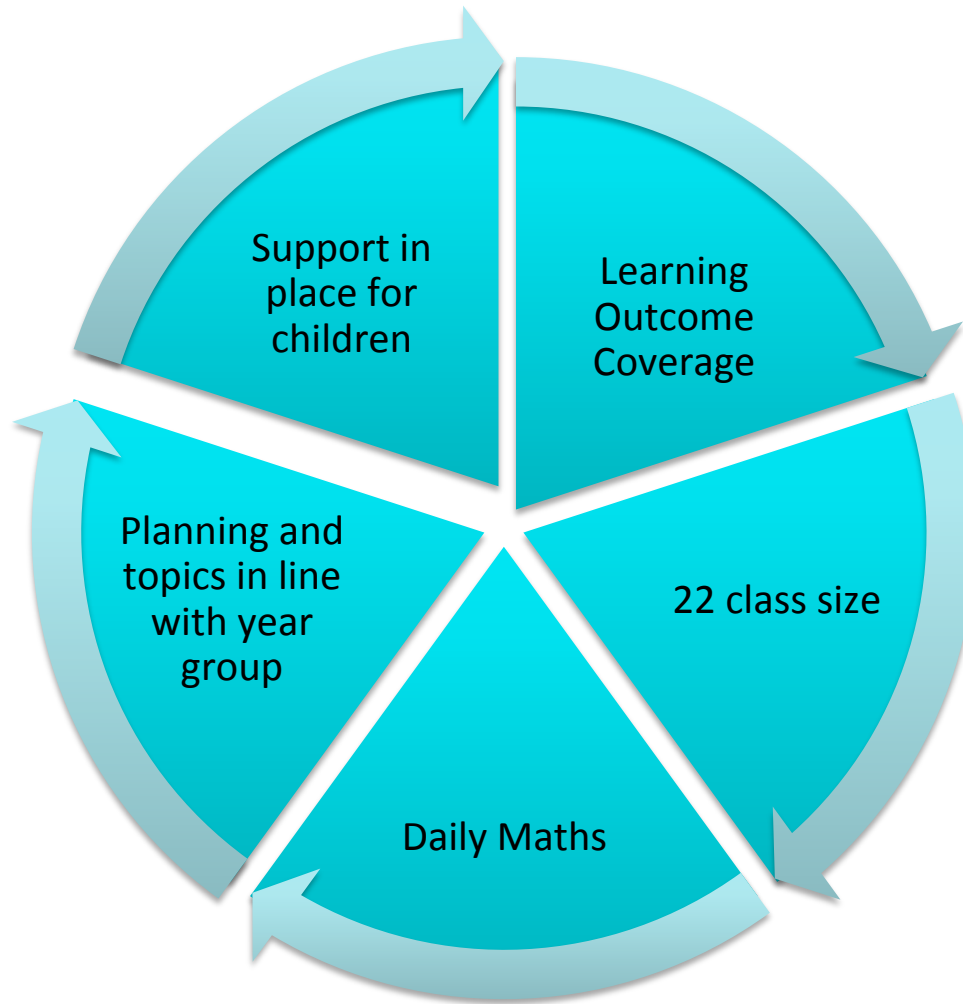 Support in
place for
children
Learning
Outcome
Coverage
22 class size
Daily Maths
Planning and
topics in line
with year
group